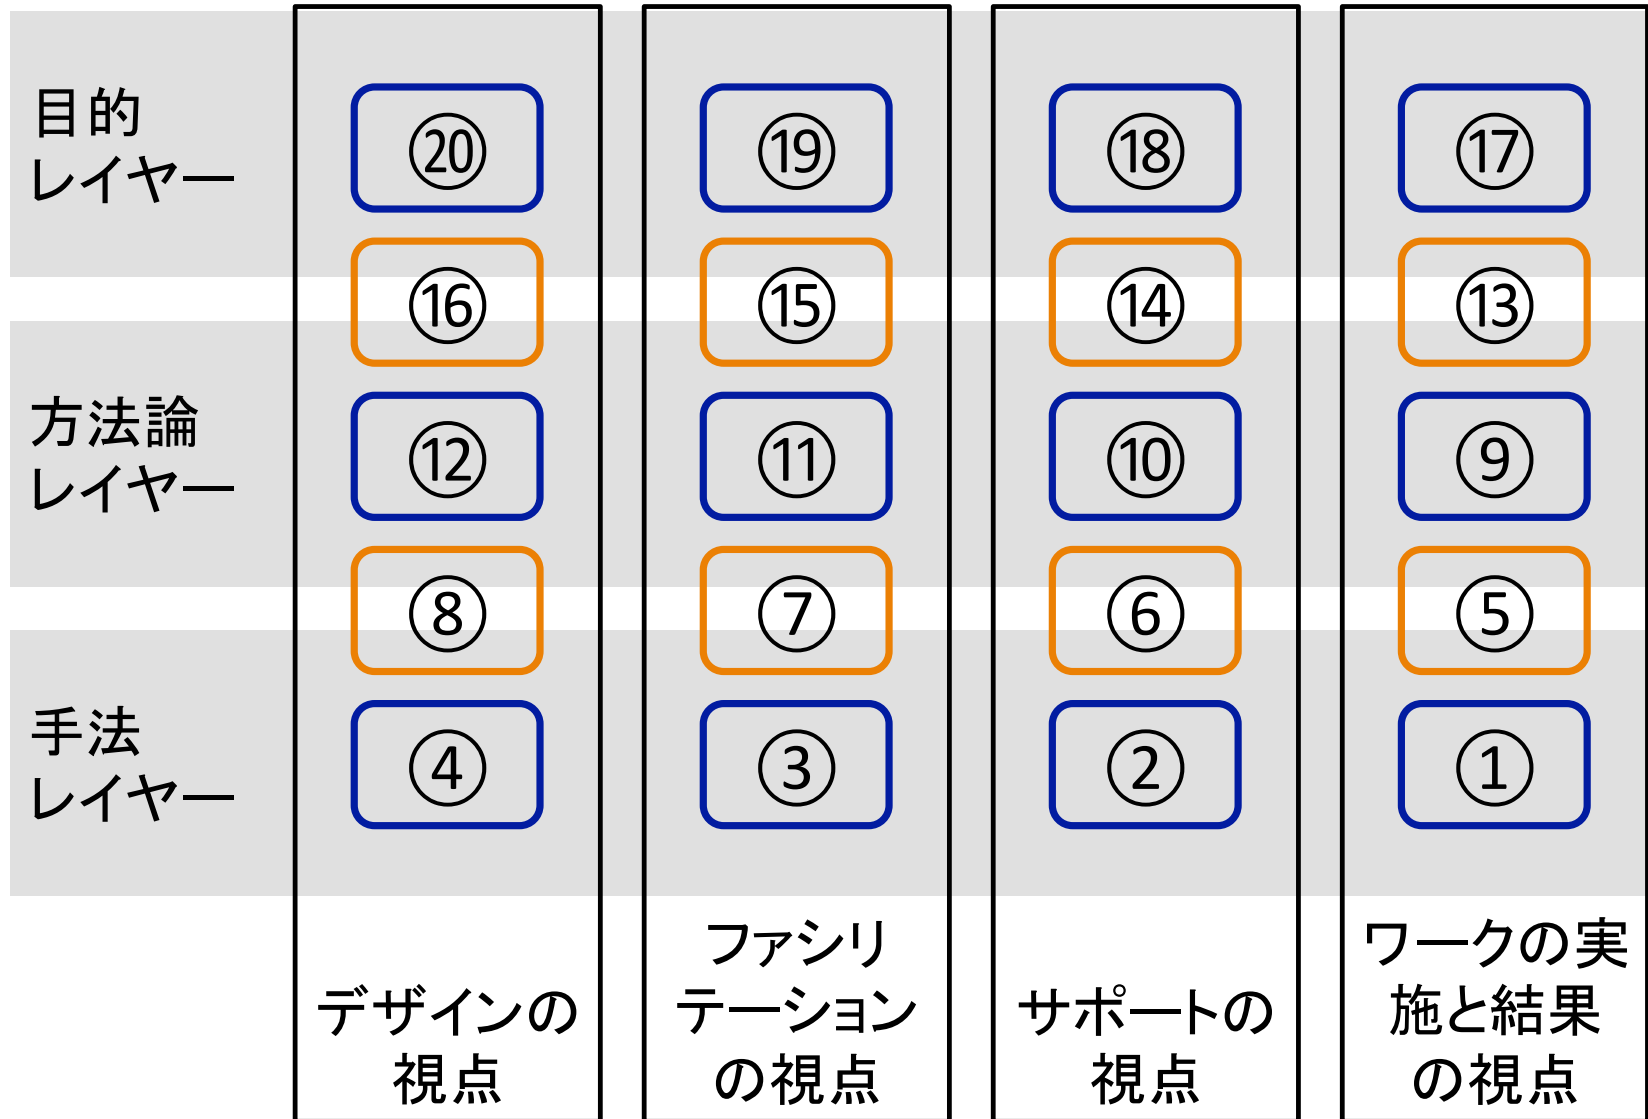 目的
レイヤー
⑳ ⑲ ⑱ ⑰
⑯ ⑮ ⑭ ⑬
方法論
レイヤー
⑫ ⑪ ⑩ ⑨
⑧ ⑦ ⑥ ⑤
手法
レイヤー
④ ③ ② ①
デザインの
視点
ファシリ
テーション
の視点
サポートの
視点
ワークの実
施と結果
の視点